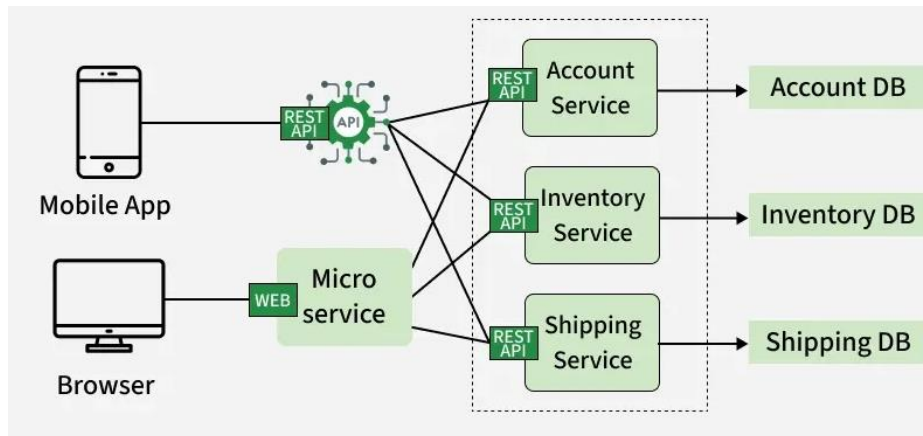 Mobile App
REST
API
API
Browser
WEB
Micro
service
REST
API
Account
Service
Account DB
REST
API
Inventory
Service
Inventory DB
REST
API
Shipping
Service
Shipping DB